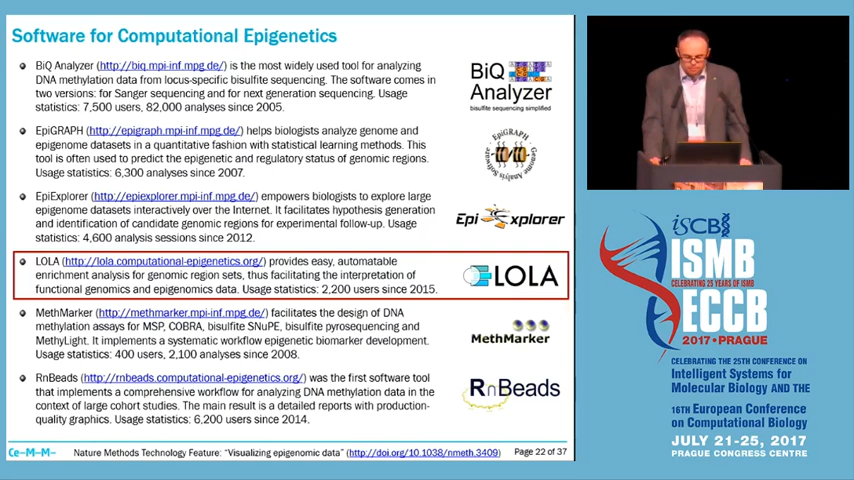 Software for Computational Epigenetics
BiQ Analyzer (http://biq.mpi-inf.mpg.de/) is the most widely used tool for analyzing
DNA methylation data from locus-specific bisulfite sequencing. The software comes in
two versions: for Sanger sequencing and for next generation sequencing. Usage
statistics: 7,500 users, 82,000 analyses since 2005.
BiQ
Analyzer
bisulfite sequencing simplified
EpiGRAPH (http://epigraph.mpi-inf.mpg.de/) helps biologists analyze genome and
epigenome datasets in a quantitative fashion with statistical learning methods. This
tool is often used to predict the epigenetic and regulatory status of genomic regions.
Usage statistics: 6,300 analyses since 2007.
EpiGRAPH
Genome Analysis Software
EpiExplorer (http://epiexplorer.mpi-inf.mpg.de/) empowers biologists to explore large
epigenome datasets interactively over the Internet. It facilitates hypothesis generation
and identification of candidate genomic regions for experimental follow-up. Usage
statistics: 4,600 analysis sessions since 2012.
Epi Explorer
LOLA (http://lola.computational-epigenetics.org/) provides easy, automatable
enrichment analysis for genomic region sets, thus facilitating the interpretation of
functional genomics and epigenomics data. Usage statistics: 2,200 users since 2015.
LOLA
MethMarker (http://methmarker.mpi-inf.mpg.de/) facilitates the design of DNA
methylation assays for MSP, COBRA, bisulfite SNuPE, bisulfite pyrosequencing and
MethyLight. It implements a systematic workflow epigenetic biomarker development.
Usage statistics: 400 users, 2,100 analyses since 2008.
MethMarker
RnBeads (http://rnbeads.computational-epigenetics.org/) was the first software tool
that implements a comprehensive workflow for analyzing DNA methylation data in the
context of large cohort studies. The main result is a detailed reports with production-
quality graphics. Usage statistics: 6,200 users since 2014.
RnBeads
Ce-M-M-
Nature Methods Technology Feature: "Visualizing epigenomic data" (http://doi.org/10.1038/nmeth.3409)
Page 22 of 37
iSCB
ISMB
CELEBRATING 25 YEARS OF ISMB
ECCB
2017 • PRAGUE
CELEBRATING THE 25TH CONFERENCE ON
Intelligent Systems for
Molecular Biology AND THE
16TH European Conference
on Computational Biology
JULY 21-25, 2017
PRAGUE CONGRESS CENTRE